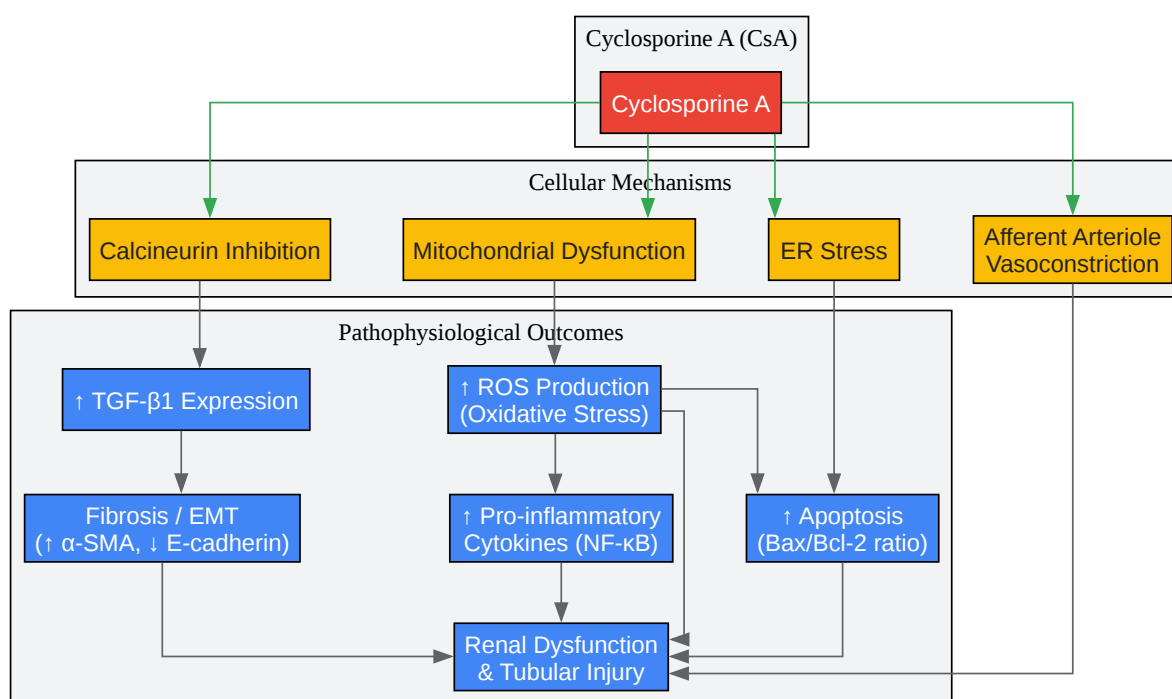 Cyclosporine A (CsA)
Cyclosporine A
Cellular Mechanisms
Calcineurin Inhibition
Mitochondrial Dysfunction
ER Stress
Afferent Arteriole
Vasoconstriction
Pathophysiological Outcomes
↑ TGF-β1 Expression
↑ ROS Production
(Oxidative Stress)
Fibrosis / EMT
(↑ α-SMA, ↓ E-cadherin)
↑ Pro-inflammatory
Cytokines (NF-κB)
↑ Apoptosis
(Bax/Bcl-2 ratio)
Renal Dysfunction
& Tubular Injury